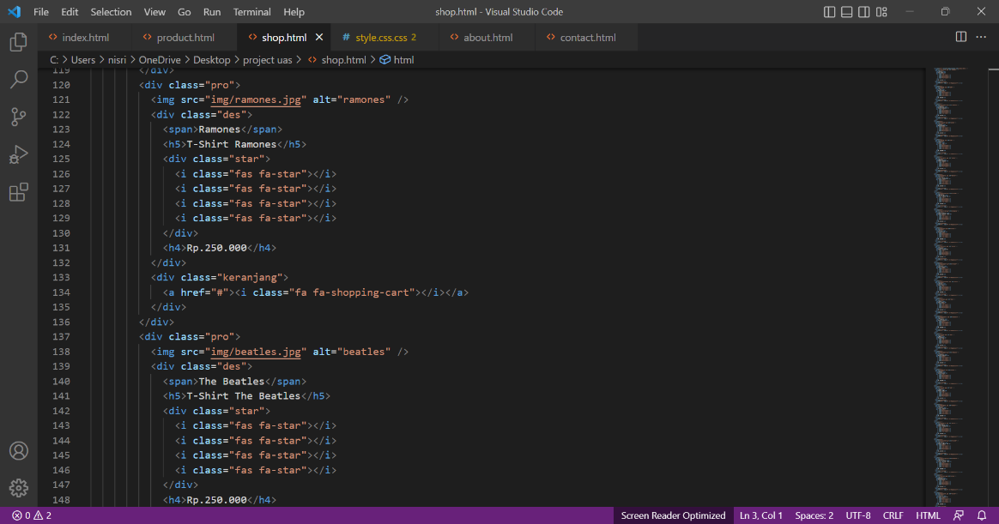 File Edit Selection View Go Run Terminal Help shop.html - Visual Studio Code
index.html product.html shop.html style.css.css 2 about.html contact.html
C: > Users > nisri > OneDrive > Desktop > project uas > shop.html > html
119 </div>
120 <div class="pro">
121 <img src="img/ramones.jpg" alt="ramones" />
122 <div class="des">
123 <span>Ramones</span>
124 <h5>T-Shirt Ramones</h5>
125 <div class="star">
126 <i class="fas fa-star"></i>
127 <i class="fas fa-star"></i>
128 <i class="fas fa-star"></i>
129 <i class="fas fa-star"></i>
130 </div>
131 <h4>Rp.250.000</h4>
132 </div>
133 <div class="keranjang">
134 <a href="#"><i class="fa fa-shopping-cart"></i></a>
135 </div>
136 </div>
137 <div class="pro">
138 <img src="img/beatles.jpg" alt="beatles" />
139 <div class="des">
140 <span>The Beatles</span>
141 <h5>T-Shirt The Beatles</h5>
142 <div class="star">
143 <i class="fas fa-star"></i>
144 <i class="fas fa-star"></i>
145 <i class="fas fa-star"></i>
146 <i class="fas fa-star"></i>
147 </div>
148 <h4>Rp.250.000</h4>
0 2 Screen Reader Optimized Ln 3, Col 1 Spaces: 2 UTF-8 CRLF HTML